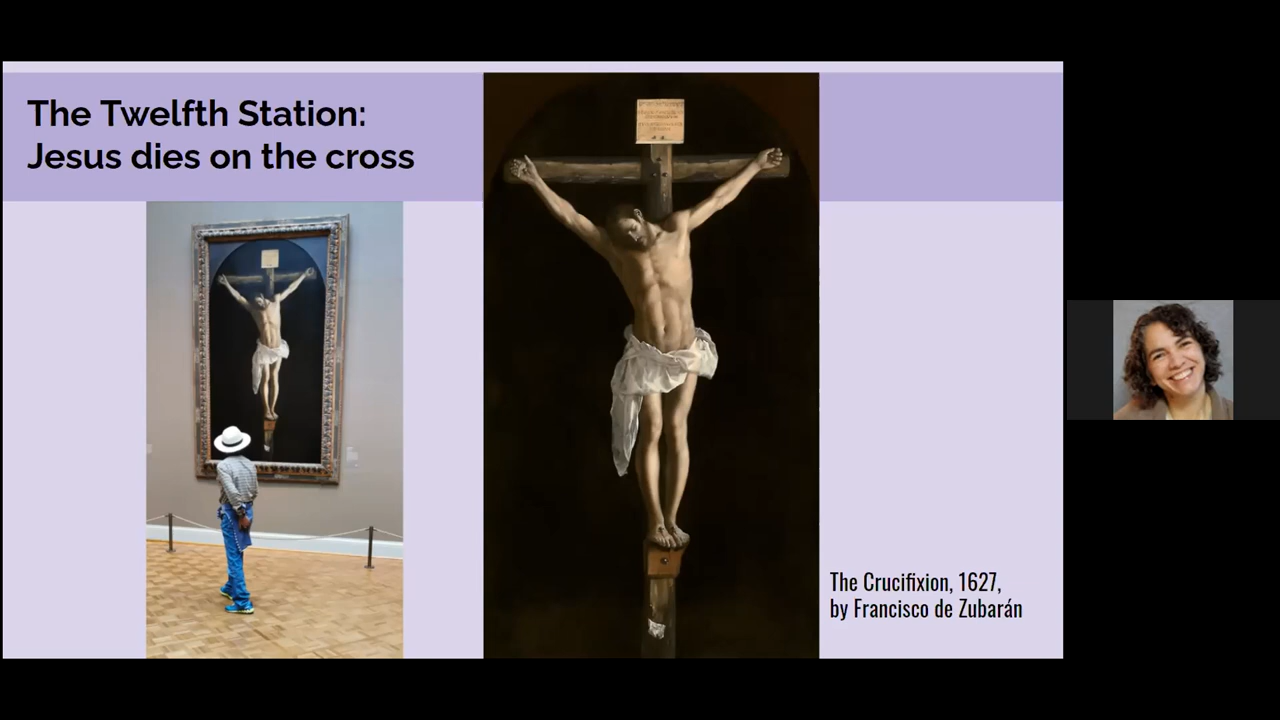 The Twelfth Station:
Jesus dies on the cross
The Crucifixion, 1627,
by Francisco de Zubarán